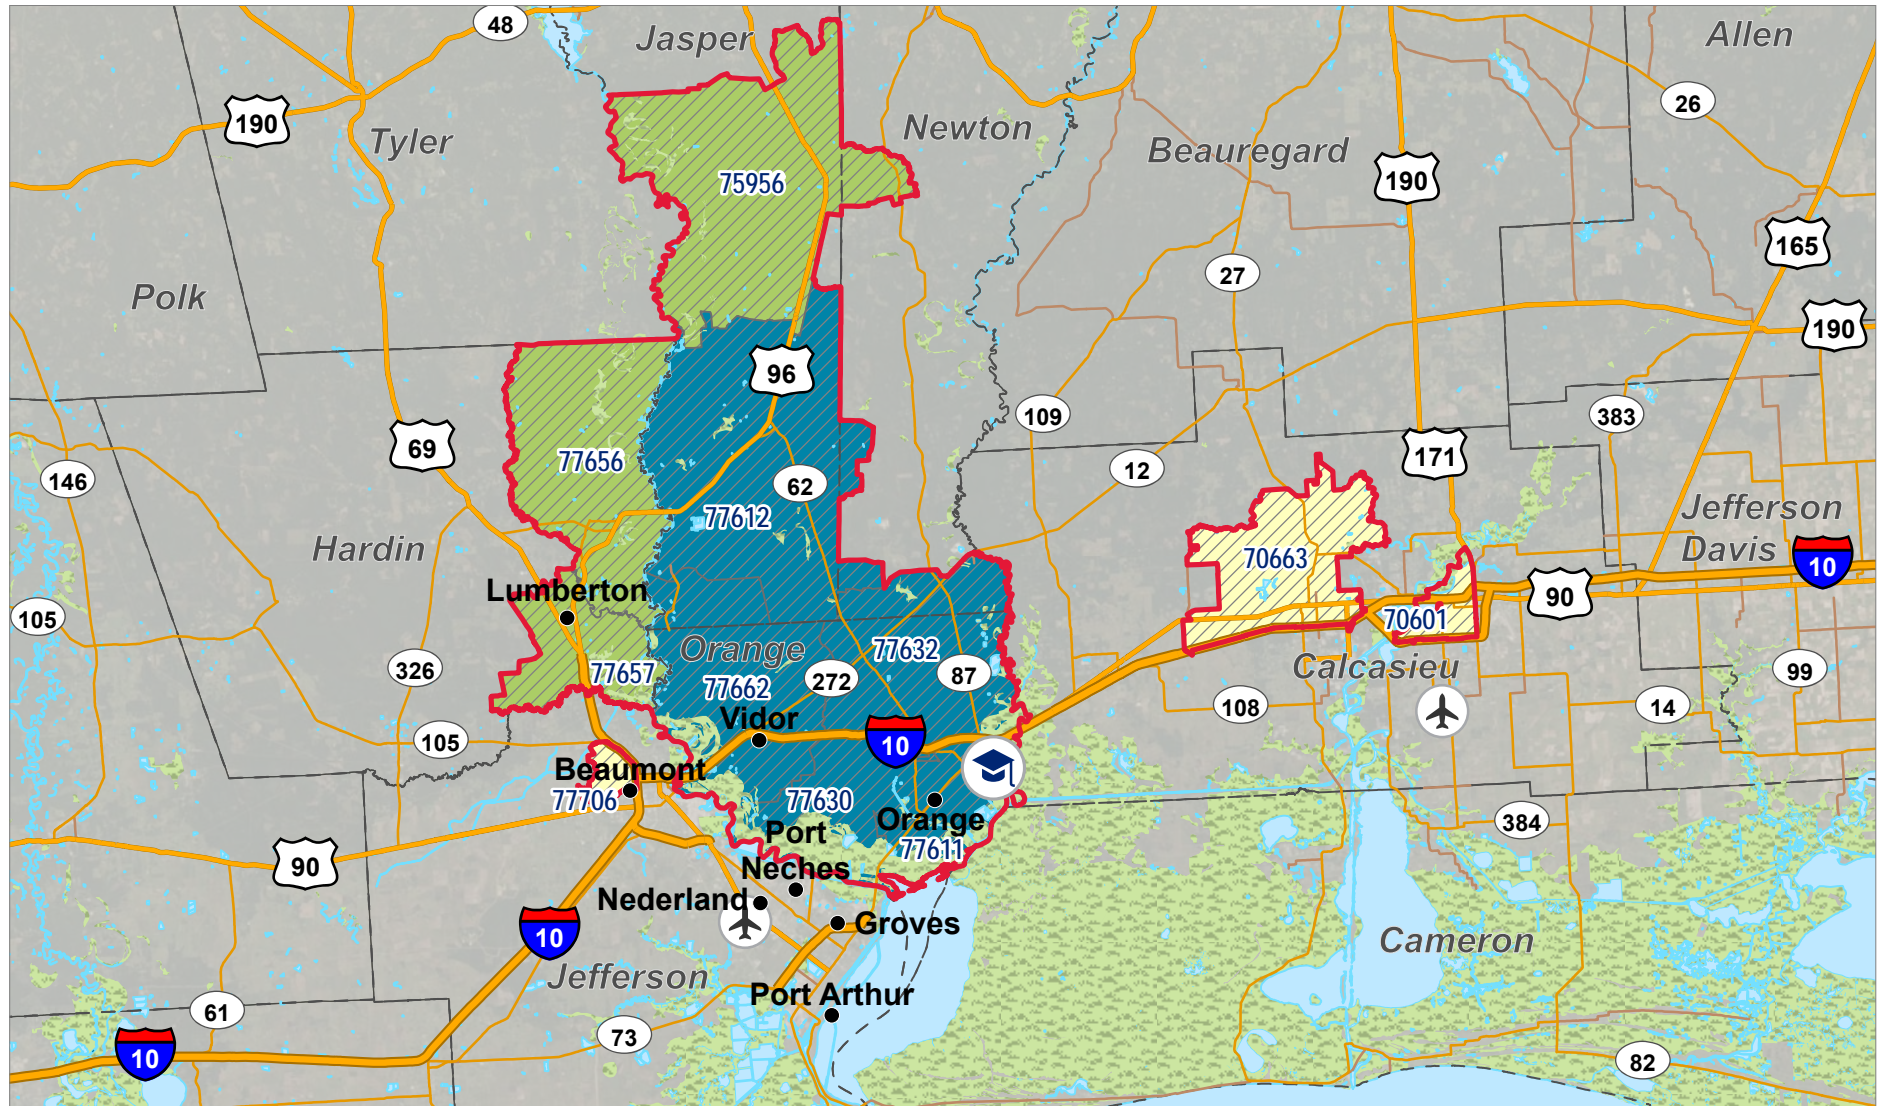 48
Jasper
Allen
190
Tyler
Newton
26
Beauregard
75956
190
165
27
Polk
190
96
109
383
69
77656
12
171
146
62
77612
Jefferson
Davis
70663
Hardin
10
Lumberton
90
105
70601
Orange
77632
326
77657
77662
272
87
Calcasieu
99
Vidor
108
14
105
10
Beaumont
77706
77630
Orange
384
Port
Neches
77611
90
Nederland
Groves
10
Cameron
Jefferson
Port Arthur
61
73
10
82